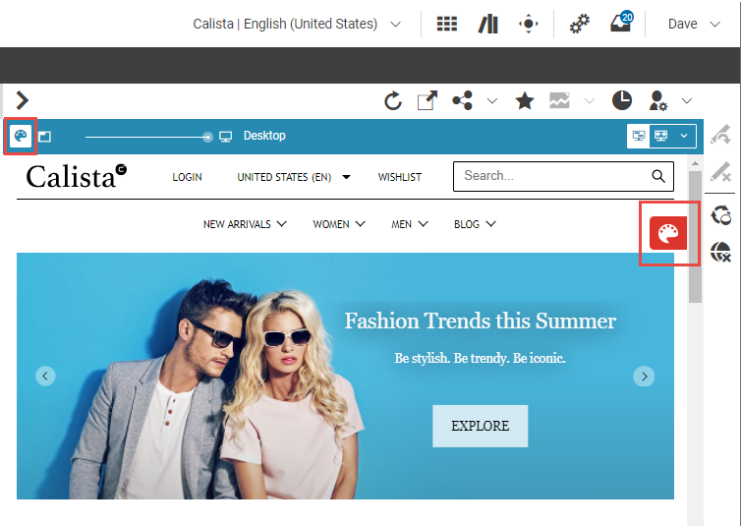 Calista | English (United States)
20
Dave
Desktop
Calista C
LOGIN UNITED STATES (EN) WISHLIST Search...
NEW ARRIVALS WOMEN MEN BLOG
Fashion Trends this Summer
Be stylish. Be trendy. Be iconic.
EXPLORE